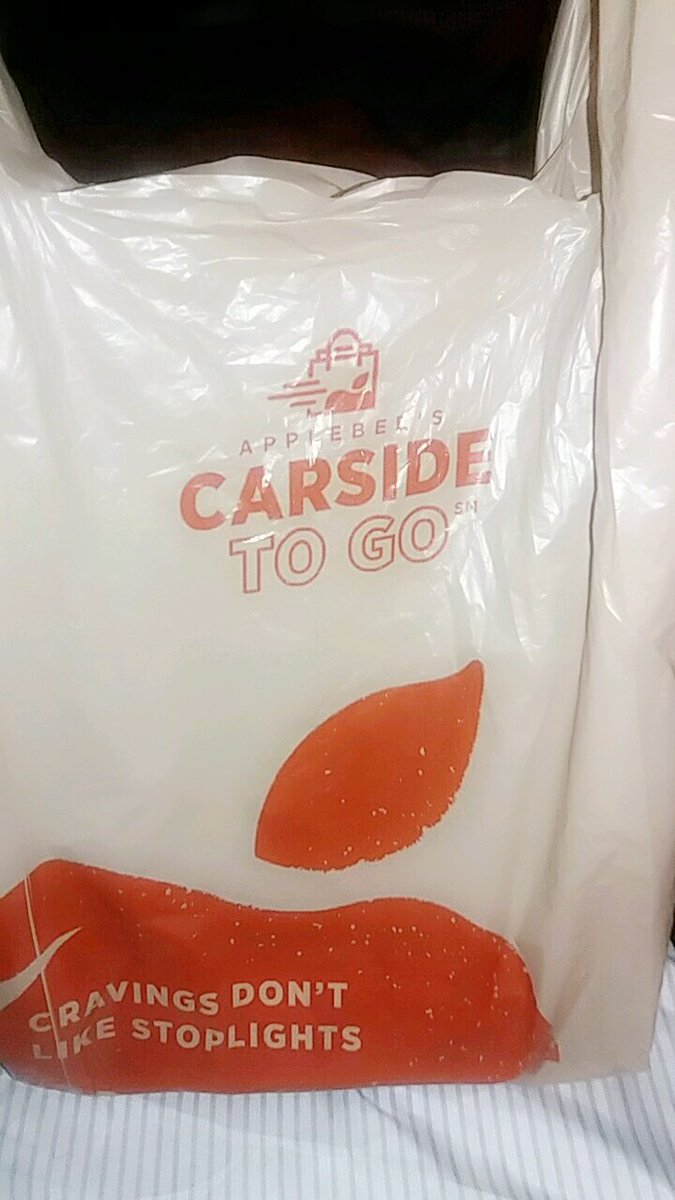 APPLEBEE'S
CARSIDE
TO GO SM
CRAVINGS DON'T
LIKE STOPLIGHTS